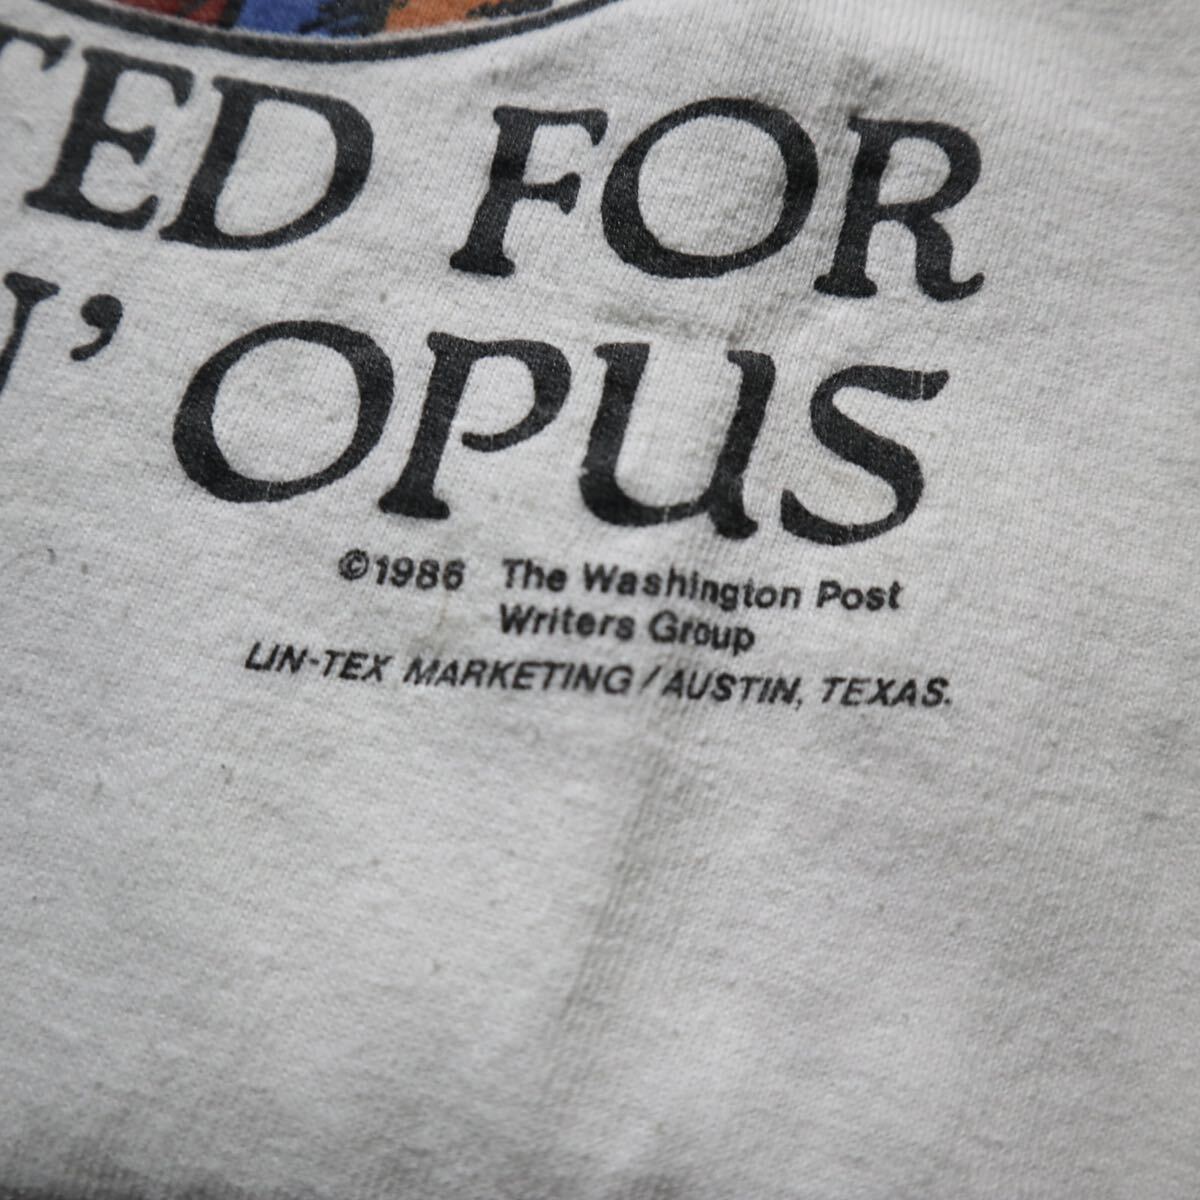 TED FOR
N' OPUS
©1986 The Washington Post
Writers Group
LIN-TEX MARKETING / AUSTIN, TEXAS.